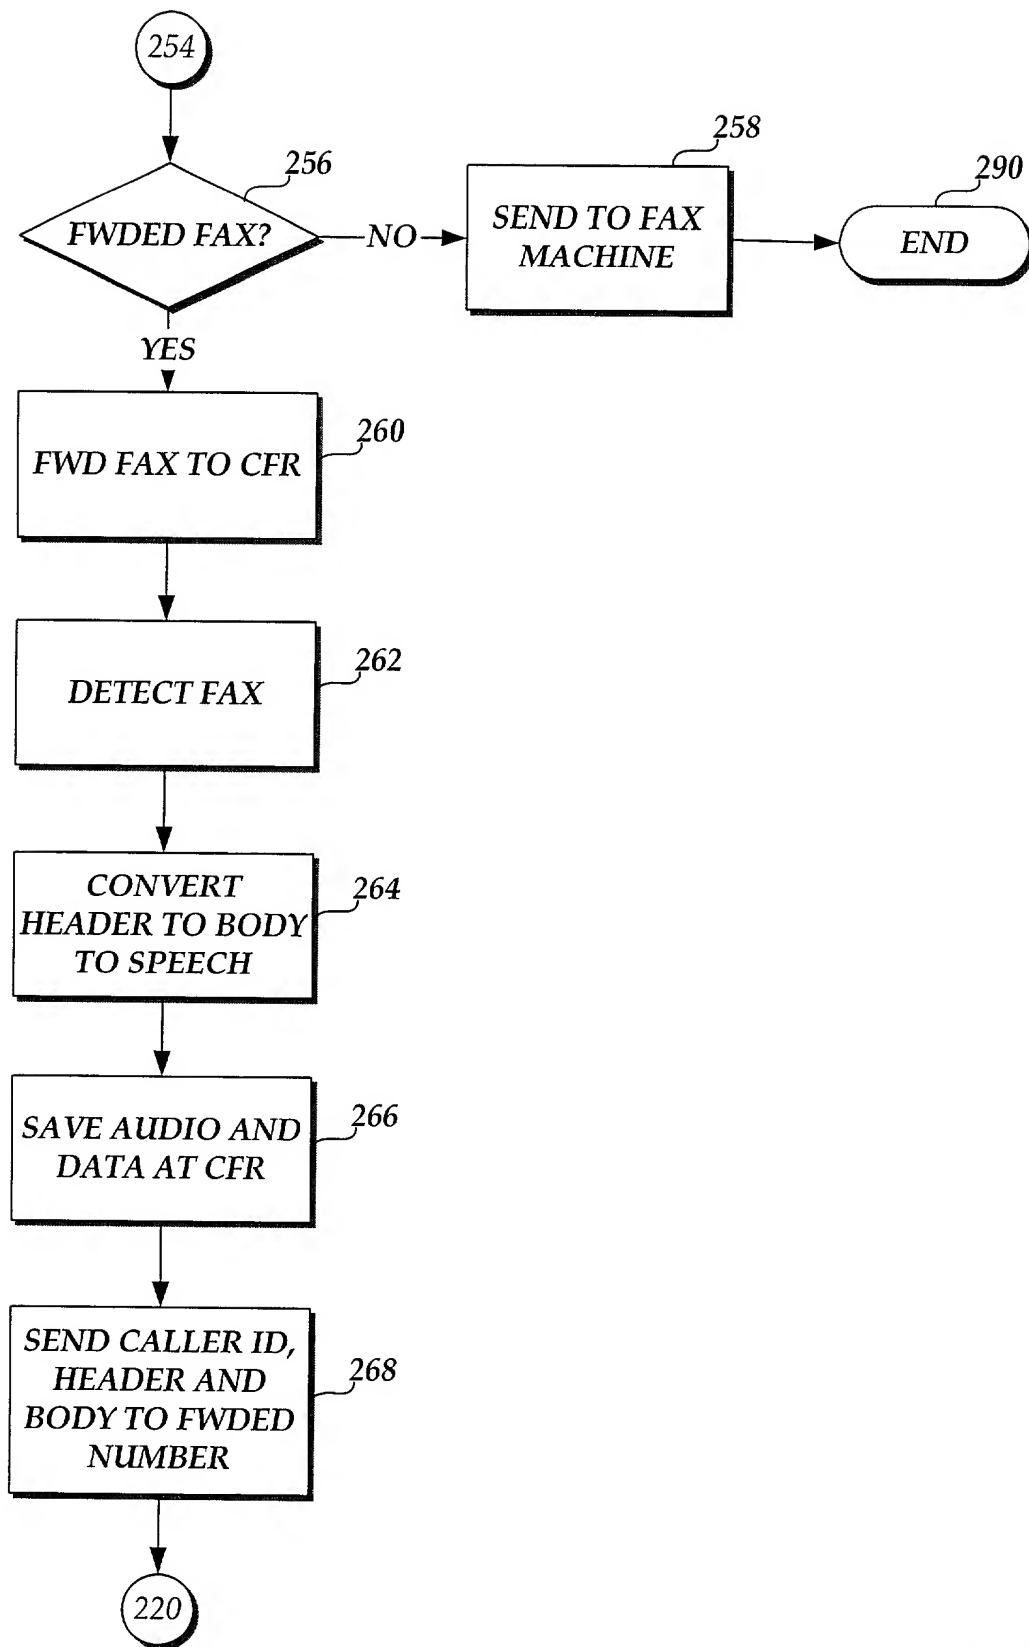 254
256
FWDED FAX?
NO
258
SEND TO FAX
MACHINE
290
END
YES
260
FWD FAX TO CFR
262
DETECT FAX
264
CONVERT
HEADER TO BODY
TO SPEECH
266
SAVE AUDIO AND
DATA AT CFR
268
SEND CALLER ID,
HEADER AND
BODY TO FWDED
NUMBER
220